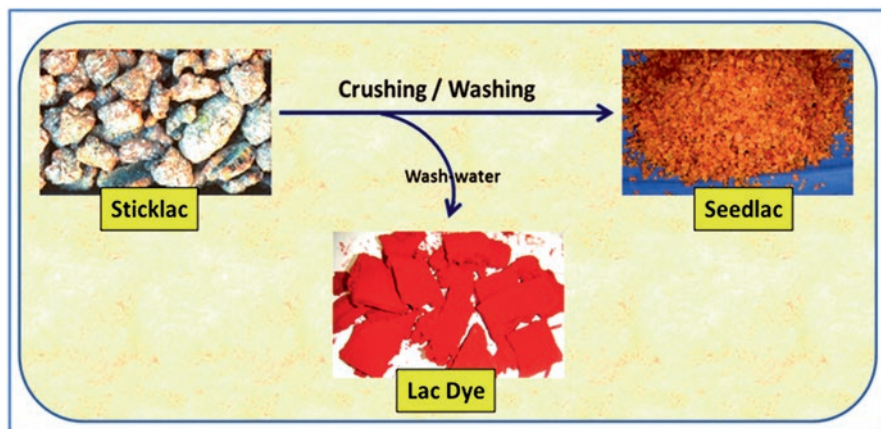 Crushing / Washing
Wash-water
Sticklac
Seedlac
Lac Dye